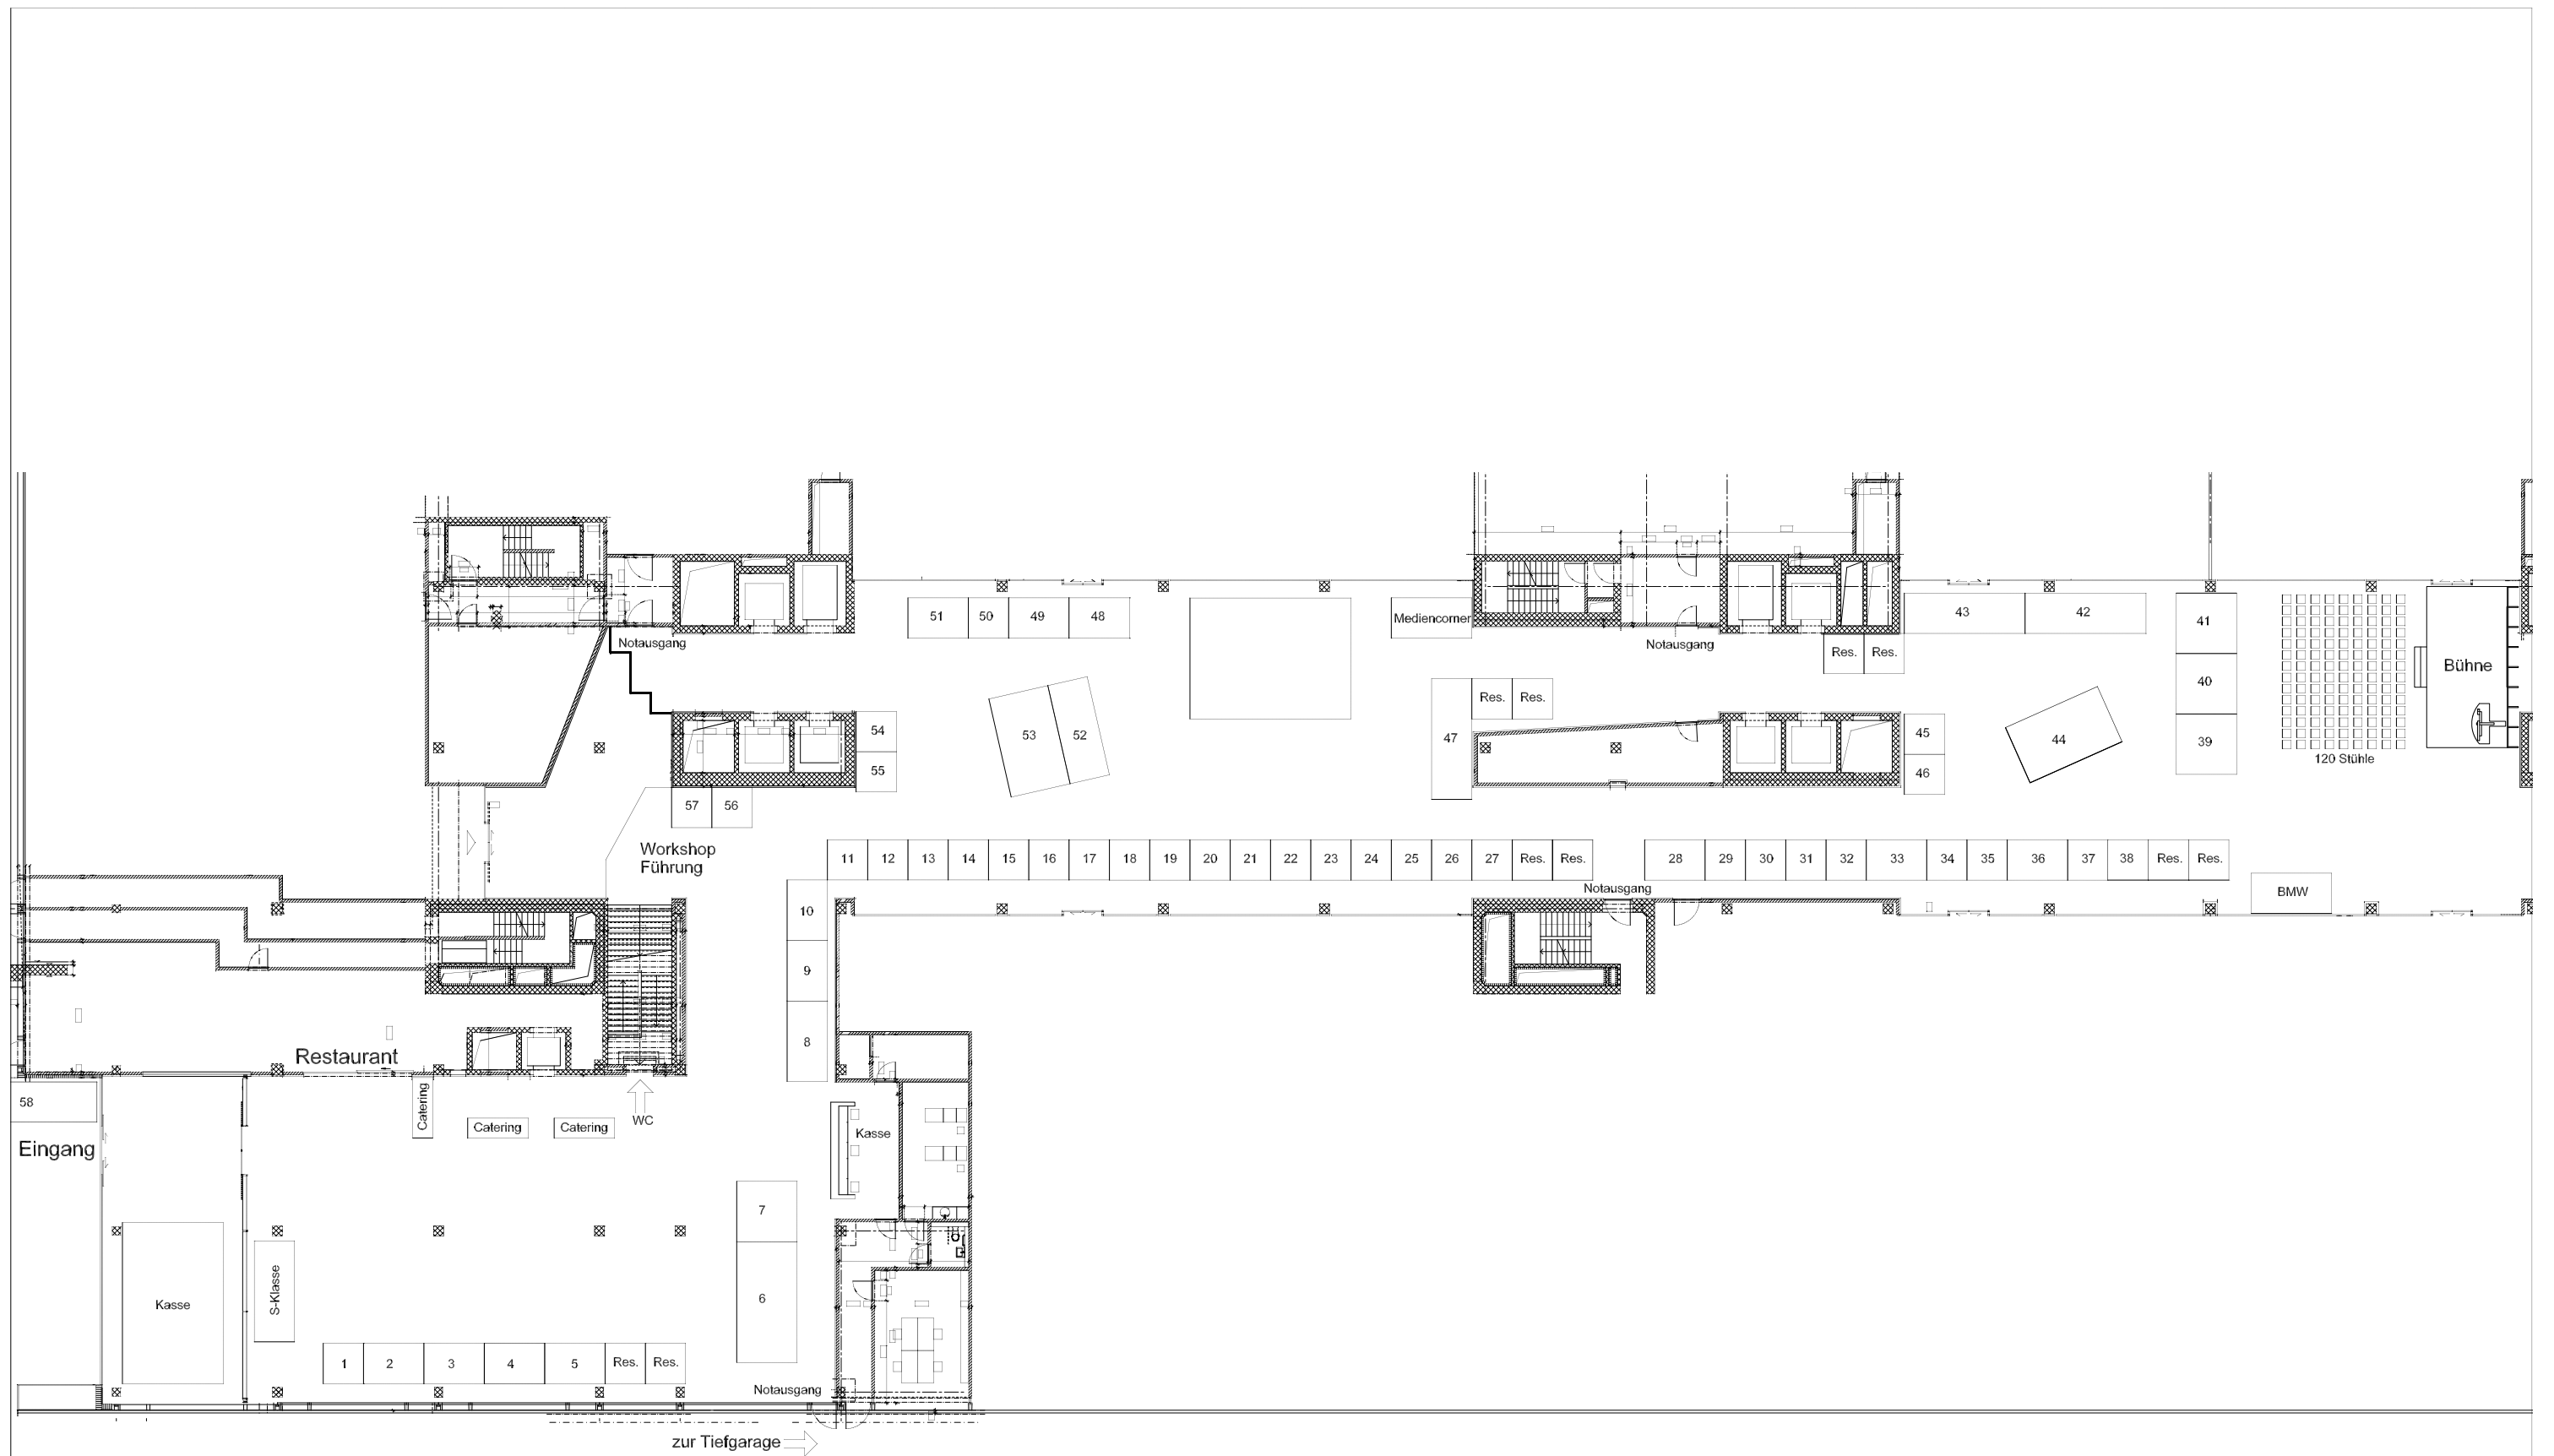 51 50 49 48
Mediencorner
43 42
41
Notausgang
Notausgang
Res. Res.
Bühne
40
Res. Res.
54
53 52
47
45
44
39
55
46
120 Stühle
57 56
Workshop
Führung
11 12 13 14 15 16 17 18 19 20 21 22 23 24 25 26 27 Res. Res.
28 29 30 31 32 33 34 35 36 37 38 Res. Res.
Notausgang
BMW
10
9
8
Restaurant
58
Catering
Catering
Catering
WC
Kasse
Eingang
7
6
S-Klasse
Kasse
1 2 3 4 5 Res. Res.
Notausgang
zur Tiefgarage